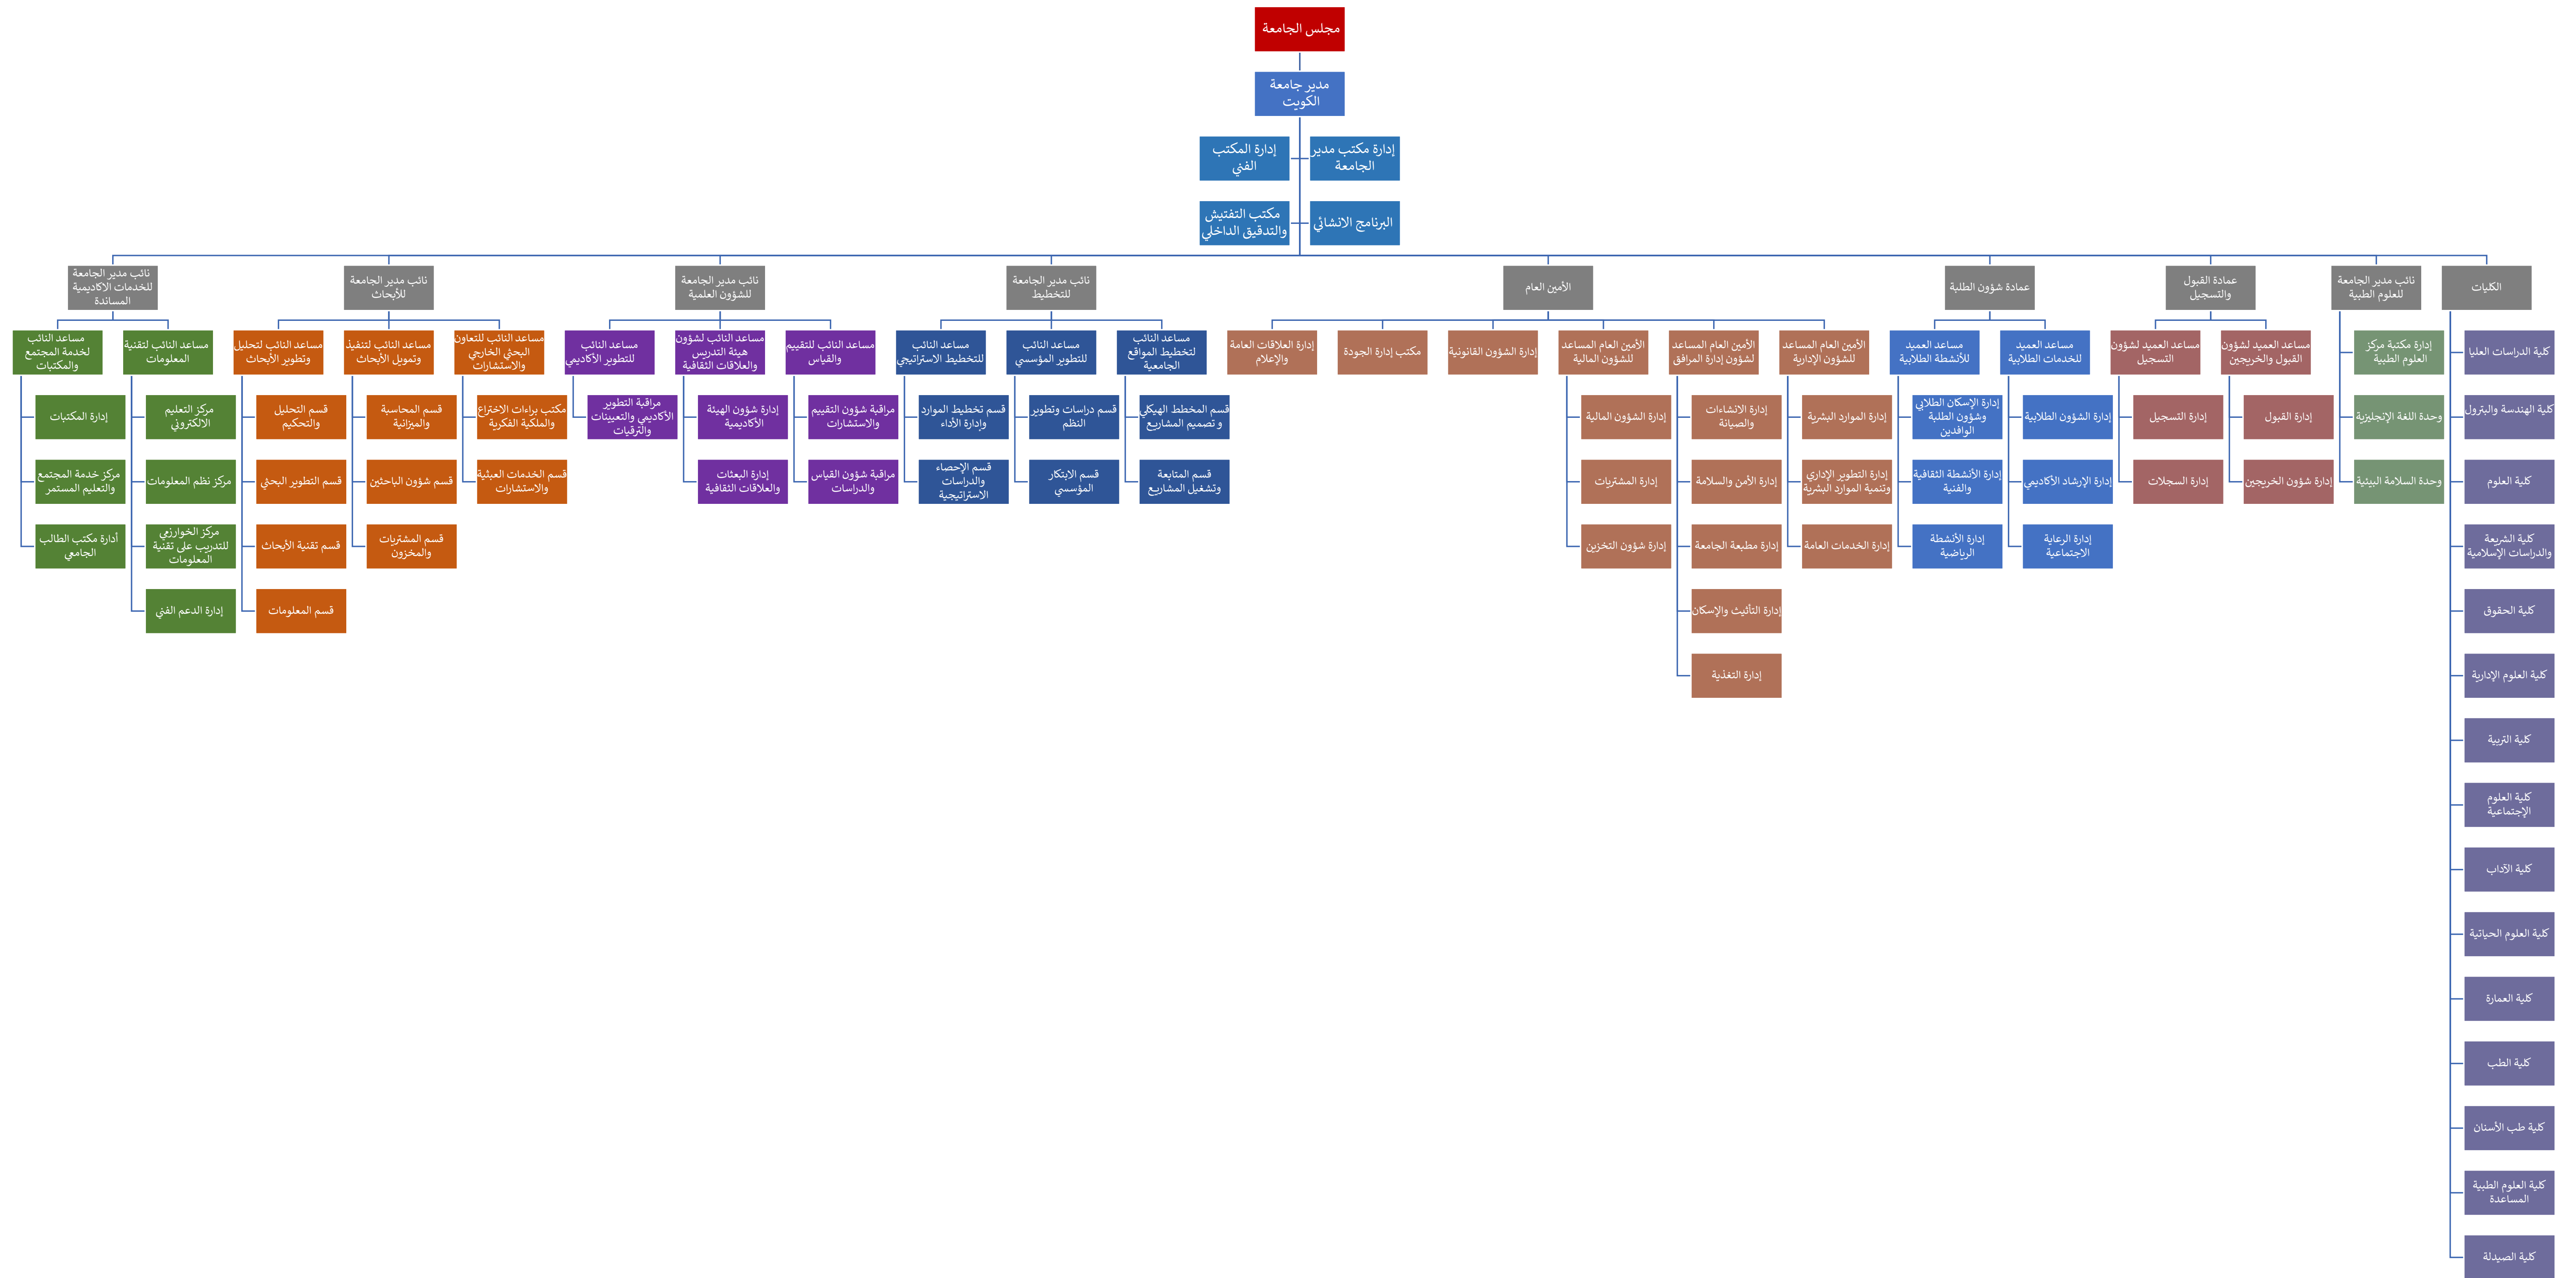 مجلس الجامعة
مدير جامعة
الكويت
إدارة مكتب مدير
الجامعة
إدارة المكتب
الفني
البرنامج الانشائي
مكتب التفتيش
والتدقيق الداخلي
الكليات
نائب مدير الجامعة
للعلوم الطبية
عمادة القبول
والتسجيل
عمادة شؤون الطلبة
الأمين العام
نائب مدير الجامعة
للتخطيط
نائب مدير الجامعة
للشؤون العلمية
نائب مدير الجامعة
للأبحاث
نائب مدير الجامعة
للخدمات الاكاديمية
المساندة
كلية الدراسات العليا
كلية الهندسة والبترول
كلية العلوم
كلية الشريعة
والدراسات الإسلامية
كلية الحقوق
كلية العلوم الإدارية
كلية التربية
كلية العلوم
الإجتماعية
كلية الآداب
كلية العلوم الحياتية
كلية العمارة
كلية الطب
كلية طب الأسنان
كلية العلوم الطبية
المساعدة
كلية الصيدلة
إدارة مكتبة مركز
العلوم الطبية
وحدة اللغة الإنجليزية
وحدة السلامة البيئية
مساعد العميد لشؤون
القبول والخريجين
إدارة القبول
إدارة شؤون الخريجين
مساعد العميد لشؤون
التسجيل
إدارة التسجيل
إدارة السجلات
مساعد العميد
للخدمات الطلابية
إدارة الشؤون الطلابية
إدارة الإرشاد الأكاديمي
إدارة الرعاية
الاجتماعية
مساعد العميد
للأنشطة الطلابية
إدارة الإسكان الطلابي
وشؤون الطلبة
الوافدين
إدارة الأنشطة الثقافية
والفنية
إدارة الأنشطة
الرياضية
الأمين العام المساعد
للشؤون الإدارية
إدارة الموارد البشرية
إدارة التطوير الإداري
وتنمية الموارد البشرية
إدارة الخدمات العامة
الأمين العام المساعد
لشؤون إدارة المرافق
إدارة الانشاءات
والصيانة
إدارة الأمن والسلامة
إدارة مطبعة الجامعة
إدارة التأثيث والإسكان
إدارة التغذية
الأمين العام المساعد
للشؤون المالية
إدارة الشؤون المالية
إدارة المشتريات
إدارة شؤون التخزين
إدارة الشؤون القانونية
مكتب إدارة الجودة
إدارة العلاقات العامة
والإعلام
مساعد النائب
لتخطيط المواقع
الجامعية
قسم المخطط الهيكلي
و تصميم المشاريع
قسم المتابعة
وتشغيل المشاريع
مساعد النائب
للتطوير المؤسسي
قسم دراسات وتطوير
النظم
قسم الابتكار
المؤسسي
مساعد النائب
للتخطيط الاستراتيجي
قسم تخطيط الموارد
وإدارة الأداء
قسم الإحصاء
والدراسات
الاستراتيجية
مساعد النائب للتقييم
والقياس
مراقبة شؤون التقييم
والاستشارات
مراقبة شؤون القياس
والدراسات
مساعد النائب لشؤون
هيئة التدريس
والعلاقات الثقافية
إدارة شؤون الهيئة
الأكاديمية
إدارة البعثات
والعلاقات الثقافية
مساعد النائب
للتطوير الأكاديمي
مراقبة التطوير
الأكاديمي والتعيينات
والترقيات
مساعد النائب للتعاون
البحثي الخارجي
والاستشارات
مكتب براءات الاختراع
والملكية الفكرية
قسم الخدمات العبثية
والاستشارات
مساعد النائب لتنفيذ
وتمويل الأبحاث
قسم المحاسبة
والميزانية
قسم شؤون الباحثين
قسم المشتريات
والمخزون
مساعد النائب لتحليل
وتطوير الأبحاث
قسم التحليل
والتحكيم
قسم التطوير البحثي
قسم تقنية الأبحاث
قسم المعلومات
مساعد النائب لتقنية
المعلومات
مركز التعليم
الالكتروني
مركز نظم المعلومات
مركز الخوارزمي
للتدريب على تقنية
المعلومات
إدارة الدعم الفني
مساعد النائب
لخدمة المجتمع
والمكتبات
إدارة المكتبات
مركز خدمة المجتمع
والتعليم المستمر
أدارة مكتب الطالب
الجامعي